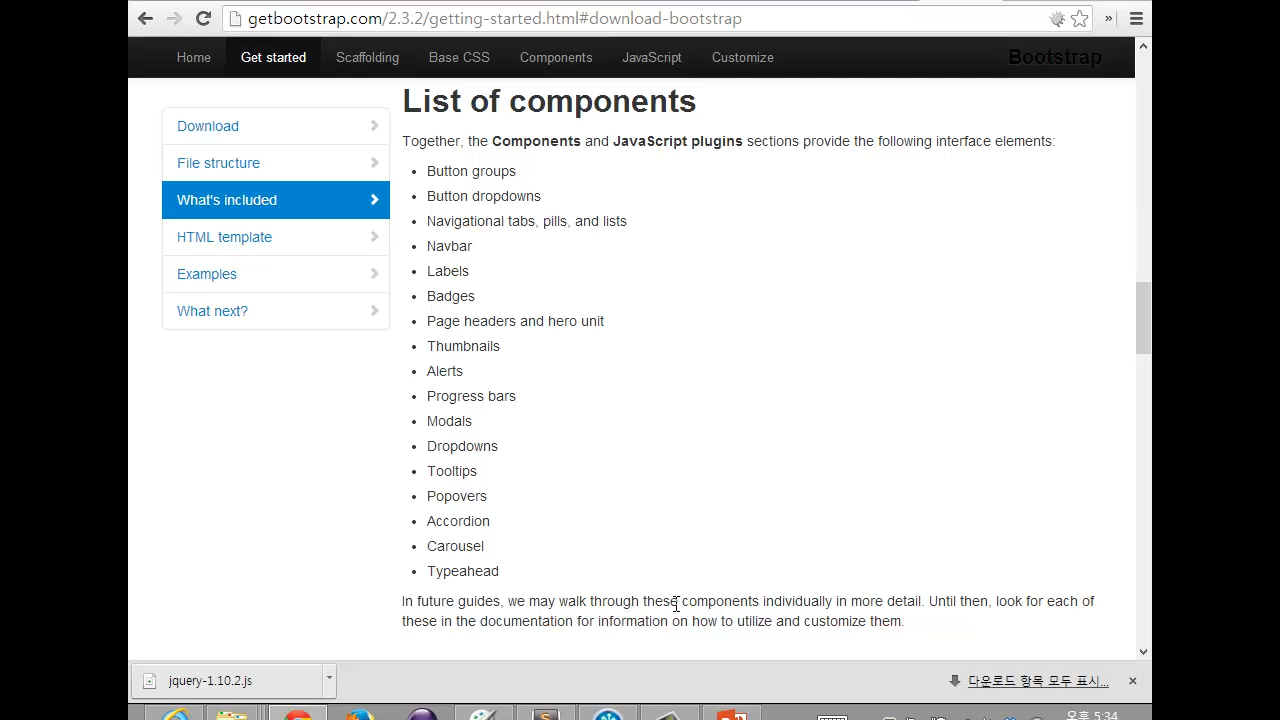 getbootstrap.com/2.3.2/getting-started.html#download-bootstrap
»
Home Get started Scaffolding Base CSS Components JavaScript Customize Bootstrap
Download
File structure
What's included
HTML template
Examples
What next?
List of components
Together, the Components and JavaScript plugins sections provide the following interface elements:
• Button groups
• Button dropdowns
• Navigational tabs, pills, and lists
• Navbar
• Labels
• Badges
• Page headers and hero unit
• Thumbnails
• Alerts
• Progress bars
• Modals
• Dropdowns
• Tooltips
• Popovers
• Accordion
• Carousel
• Typeahead
In future guides, we may walk through these components individually in more detail. Until then, look for each of
these in the documentation for information on how to utilize and customize them.
jquery-1.10.2.js
다운로드 항목 모두 표시...
오후 5:34